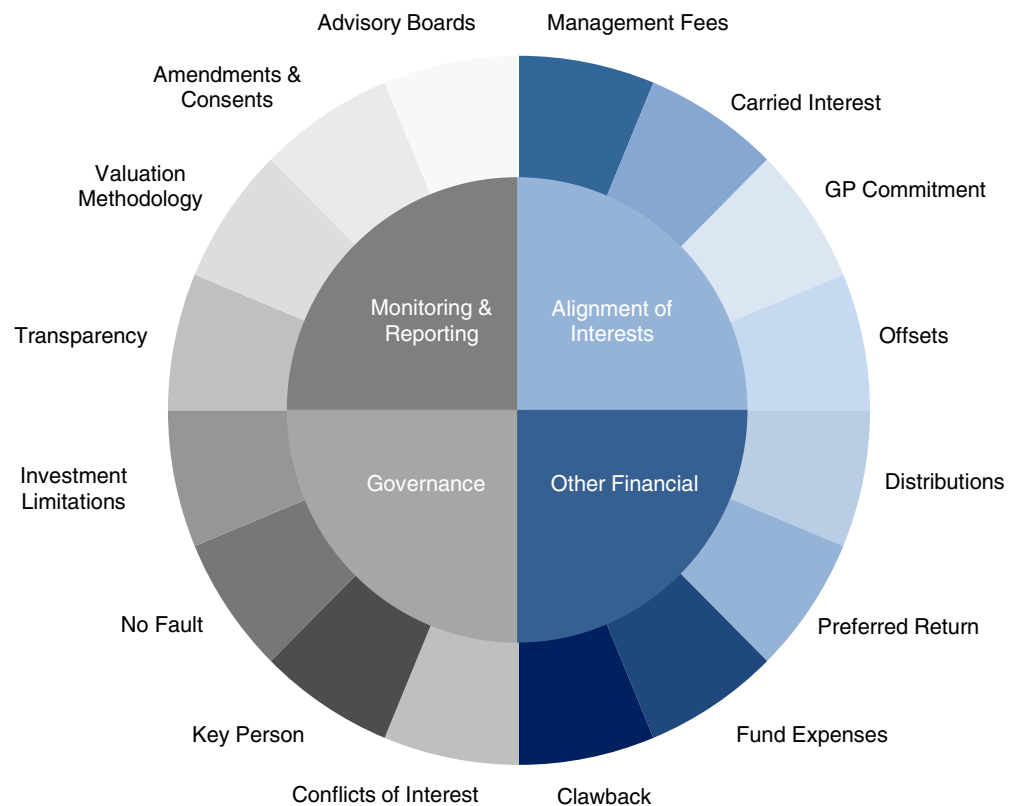 Advisory Boards
Management Fees
Amendments &
Consents
Carried Interest
Valuation
Methodology
GP Commitment
Monitoring &
Reporting
Alignment of
Interests
Transparency
Offsets
Investment
Limitations
Governance
Other Financial
Distributions
No Fault
Preferred Return
Key Person
Fund Expenses
Conflicts of Interest
Clawback